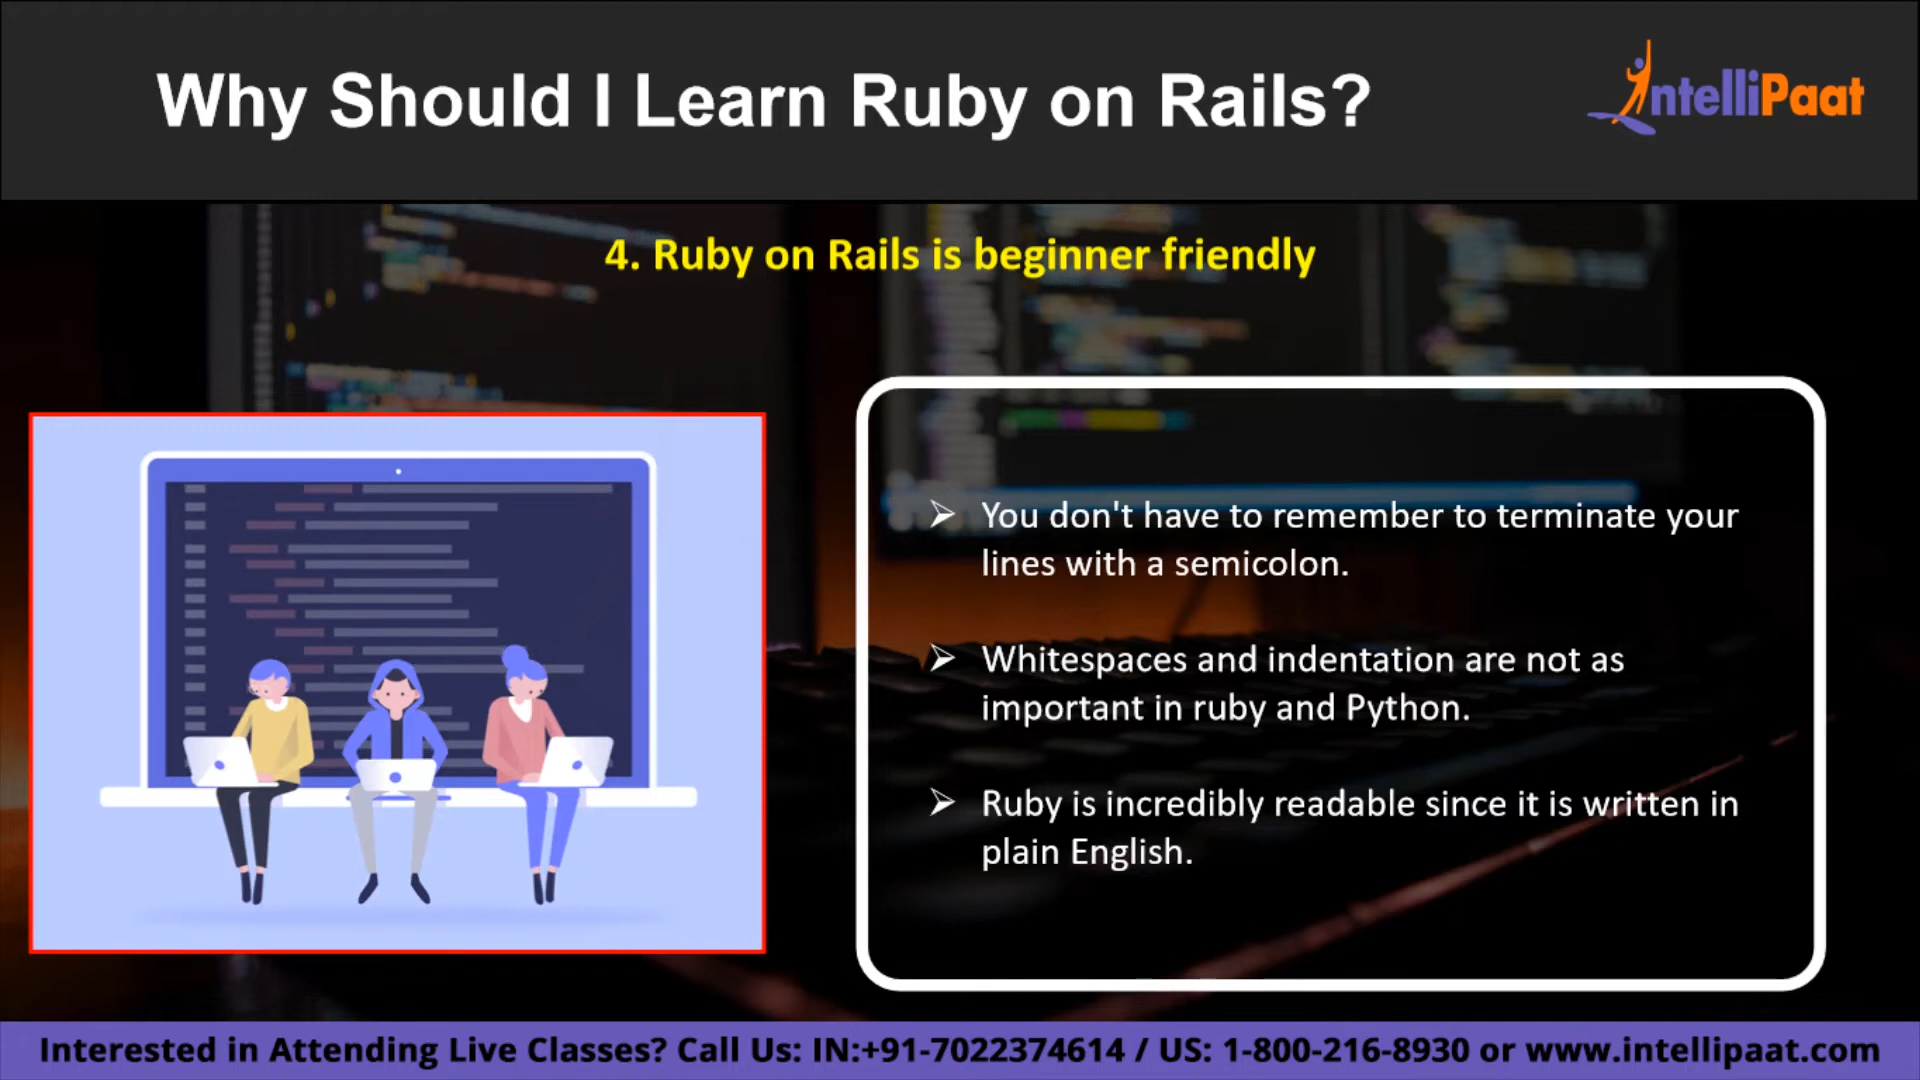 Why Should I Learn Ruby on Rails?
IntelliPaat
4. Ruby on Rails is beginner friendly
➢ You don't have to remember to terminate your
lines with a semicolon.
➢ Whitespaces and indentation are not as
important in ruby and Python.
➢ Ruby is incredibly readable since it is written in
plain English.
Interested in Attending Live Classes? Call Us: IN:+91-7022374614 / US: 1-800-216-8930 or www.intellipaat.com